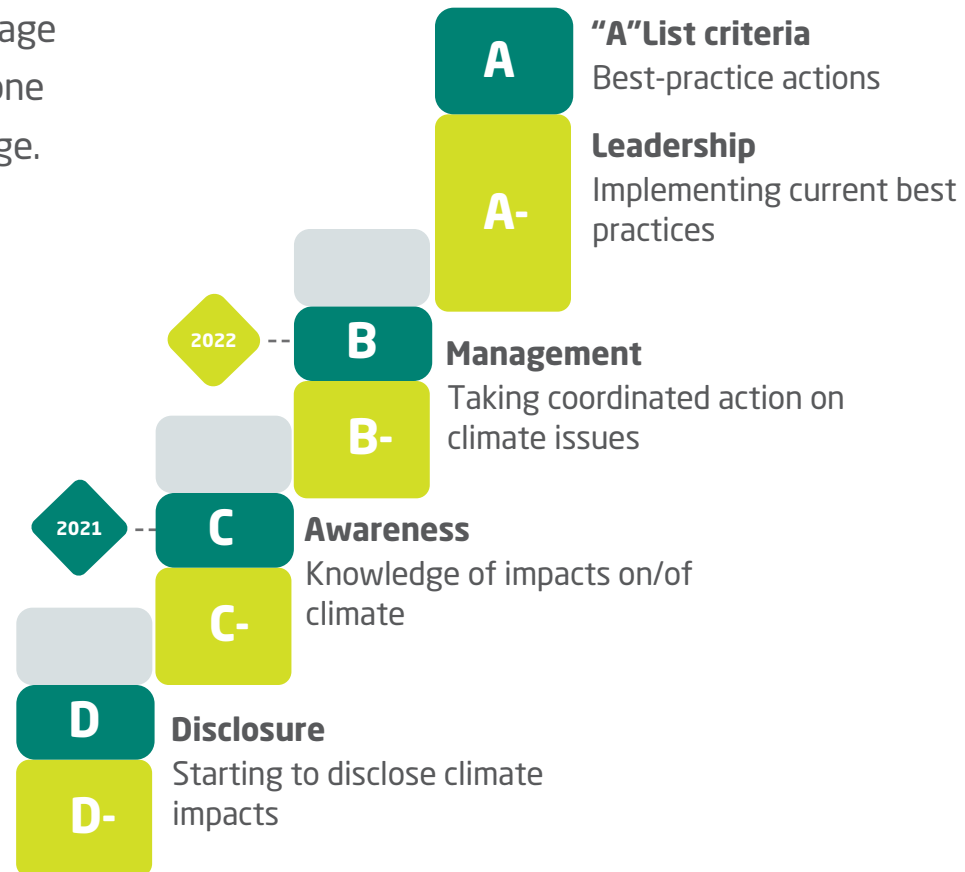 age
one
ge.
A
“A”List criteria
Best-practice actions
Leadership
Implementing current best
practices
A-
2022
B
Management
Taking coordinated action on
climate issues
B-
2021
C
Awareness
Knowledge of impacts on/of
climate
C-
D
Disclosure
Starting to disclose climate
impacts
D-